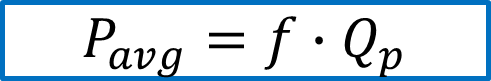 P_avg = f · Q_p